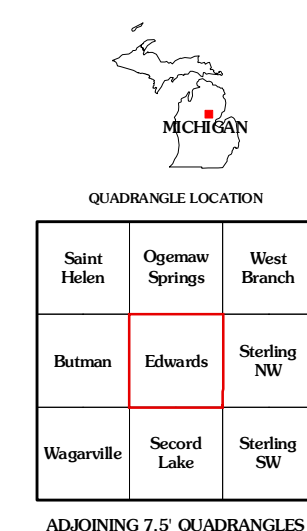 MICHIGAN
QUADRANGLE LOCATION
Saint
Helen
Ogemaw
Springs
West
Branch
Butman
Edwards
Sterling
NW
Wagarville
Secord
Lake
Sterling
SW
ADJOINING 7.5' QUADRANGLES